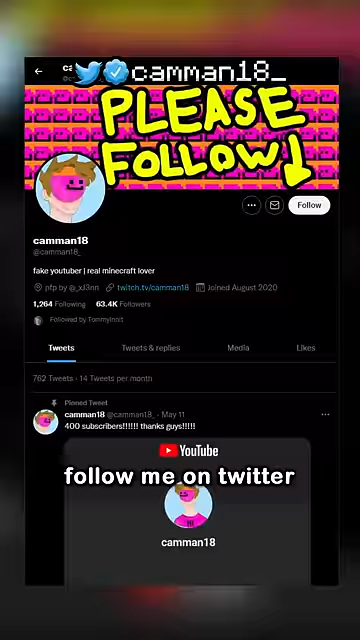 camman18_
PLEASE
FOLLOW
Follow
camman18
@camman18_
fake youtuber | real minecraft lover
pfp by @_xJ3nn twitch.tv/camman18 Joined August 2020
1,264 Following 63.4K Followers
Followed by TommyInnit
Tweets Tweets & replies Media Likes
762 Tweets · 14 Tweets per month
Pinned Tweet
camman18 @camman18_ · May 11
400 subscribers!!!!!! thanks guys!!!!!
YouTube
follow me on twitter
camman18